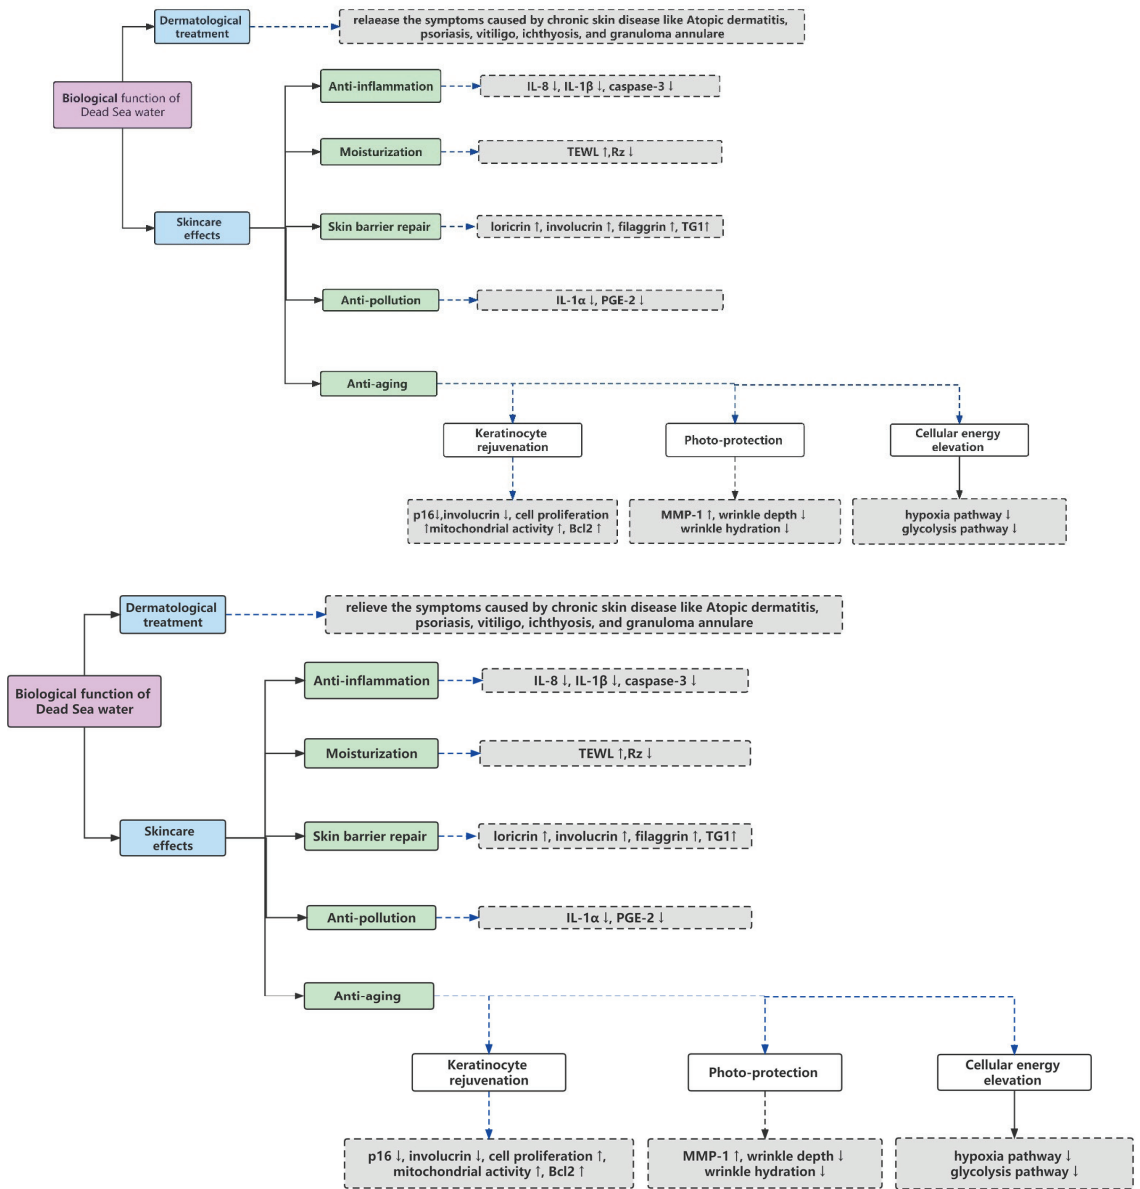 Dermatological
treatment
relaease the symptoms caused by chronic skin disease like Atopic dermatitis,
psoriasis, vitiligo, ichthyosis, and granuloma annulare
Biological function of
Dead Sea water
Anti-inflammation
IL-8 ↓, IL-1β ↓, caspase-3 ↓
Moisturization
TEWL ↑,Rz ↓
Skincare
effects
Skin barrier repair
loricrin ↑, involucrin ↑, filaggrin ↑, TG1↑
Anti-pollution
IL-1α ↓, PGE-2 ↓
Anti-aging
Keratinocyte
rejuvenation
Photo-protection
Cellular energy
elevation
p16↓,involucrin ↓, cell proliferation
↑mitochondrial activity ↑, Bcl2 ↑
MMP-1 ↑, wrinkle depth ↓
wrinkle hydration ↓
hypoxia pathway ↓
glycolysis pathway ↓
Dermatological
treatment
relieve the symptoms caused by chronic skin disease like Atopic dermatitis,
psoriasis, vitiligo, ichthyosis, and granuloma annulare
Biological function of
Dead Sea water
Anti-inflammation
IL-8 ↓, IL-1β ↓, caspase-3 ↓
Moisturization
TEWL ↑,Rz ↓
Skincare
effects
Skin barrier repair
loricrin ↑, involucrin ↑, filaggrin ↑, TG1↑
Anti-pollution
IL-1α ↓, PGE-2 ↓
Anti-aging
Keratinocyte
rejuvenation
Photo-protection
Cellular energy
elevation
p16 ↓, involucrin ↓, cell proliferation ↑,
mitochondrial activity ↑, Bcl2 ↑
MMP-1 ↑, wrinkle depth ↓
wrinkle hydration ↓
hypoxia pathway ↓
glycolysis pathway ↓